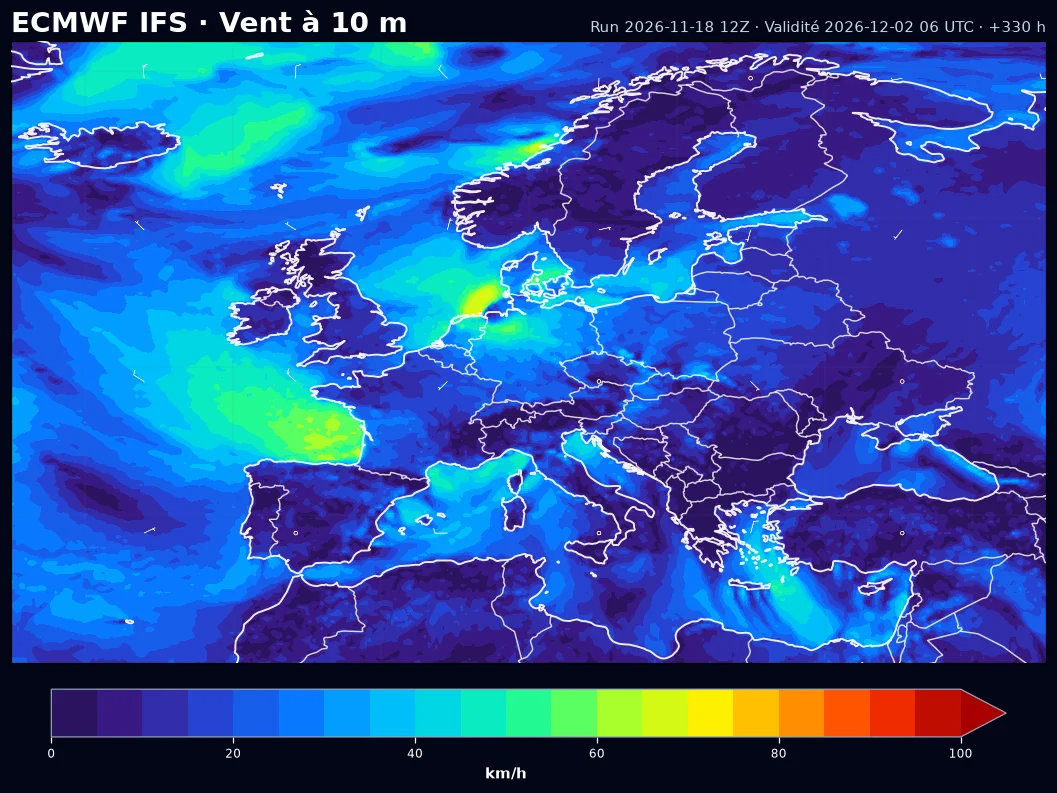 ECMWF IFS · Vent à 10 m
Run 2026-11-18 12Z · Validité 2026-12-02 06 UTC · +330 h
0 20 40 60 80 100
km/h